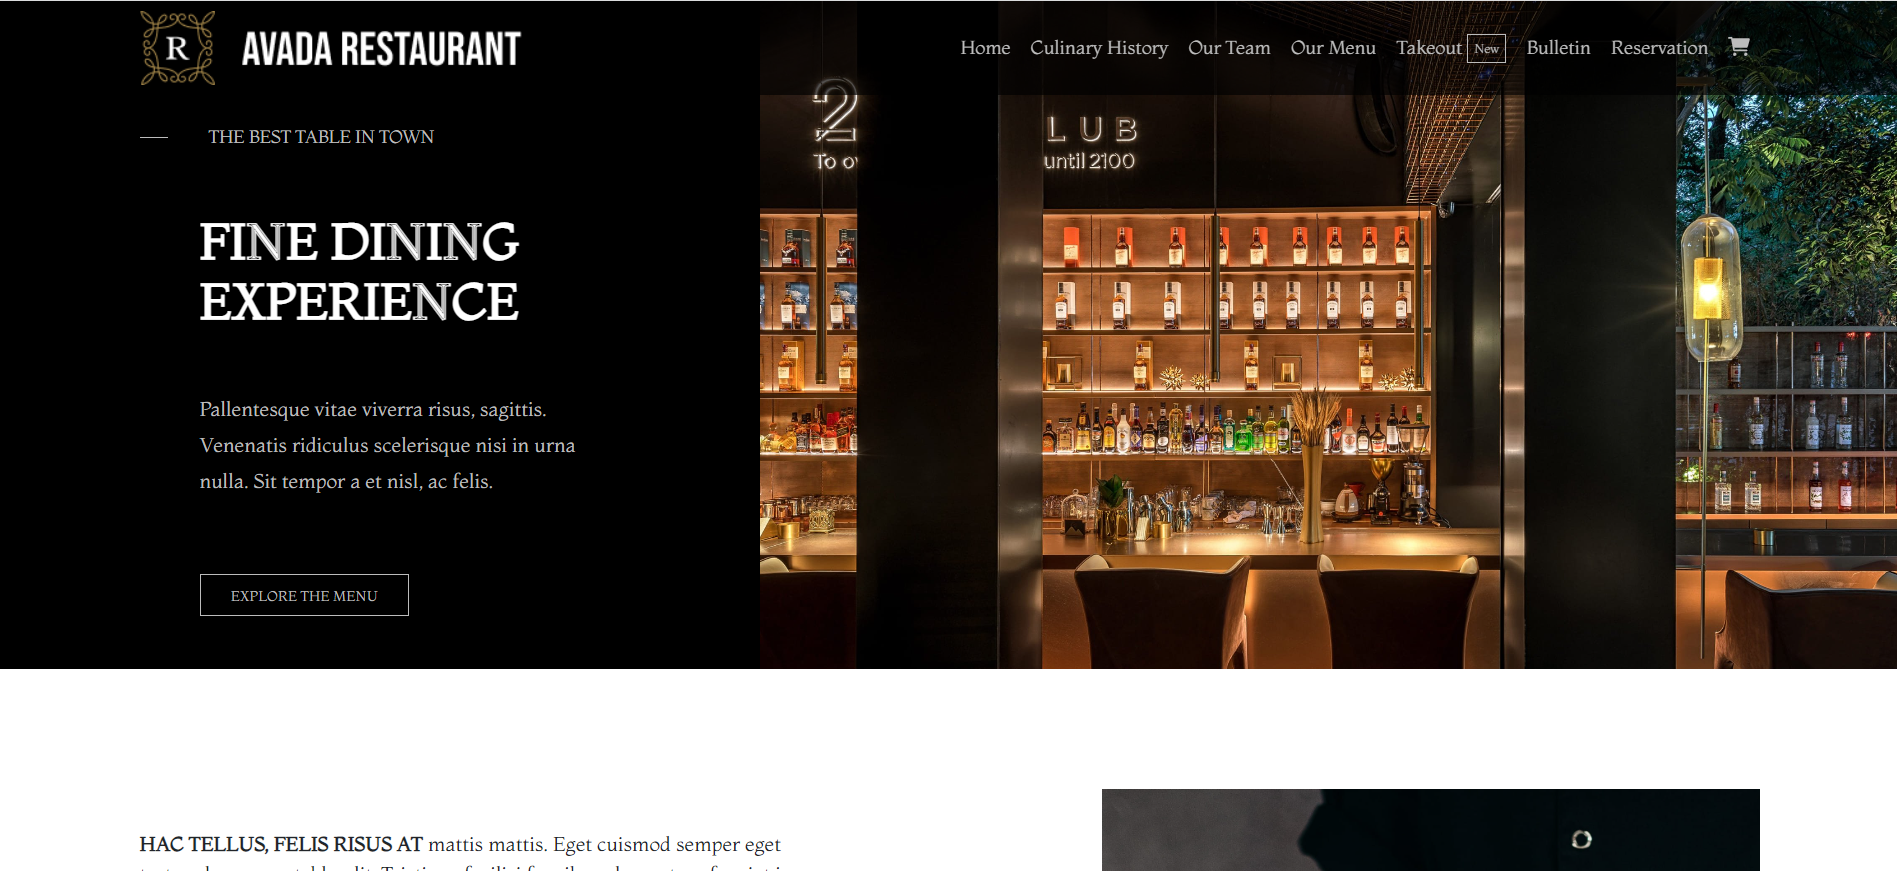 R
AVADA RESTAURANT
Home Culinary History Our Team Our Menu Takeout New Bulletin Reservation
THE BEST TABLE IN TOWN
2
LUB
until 2100
FINE DINING
EXPERIENCE
Pallentesque vitae viverra risus, sagittis.
Venenatis ridiculus scelerisque nisi in urna
nulla. Sit tempor a et nisl, ac felis.
EXPLORE THE MENU
HAC TELLUS, FELIS RISUS AT mattis mattis. Eget cuismod semper eget